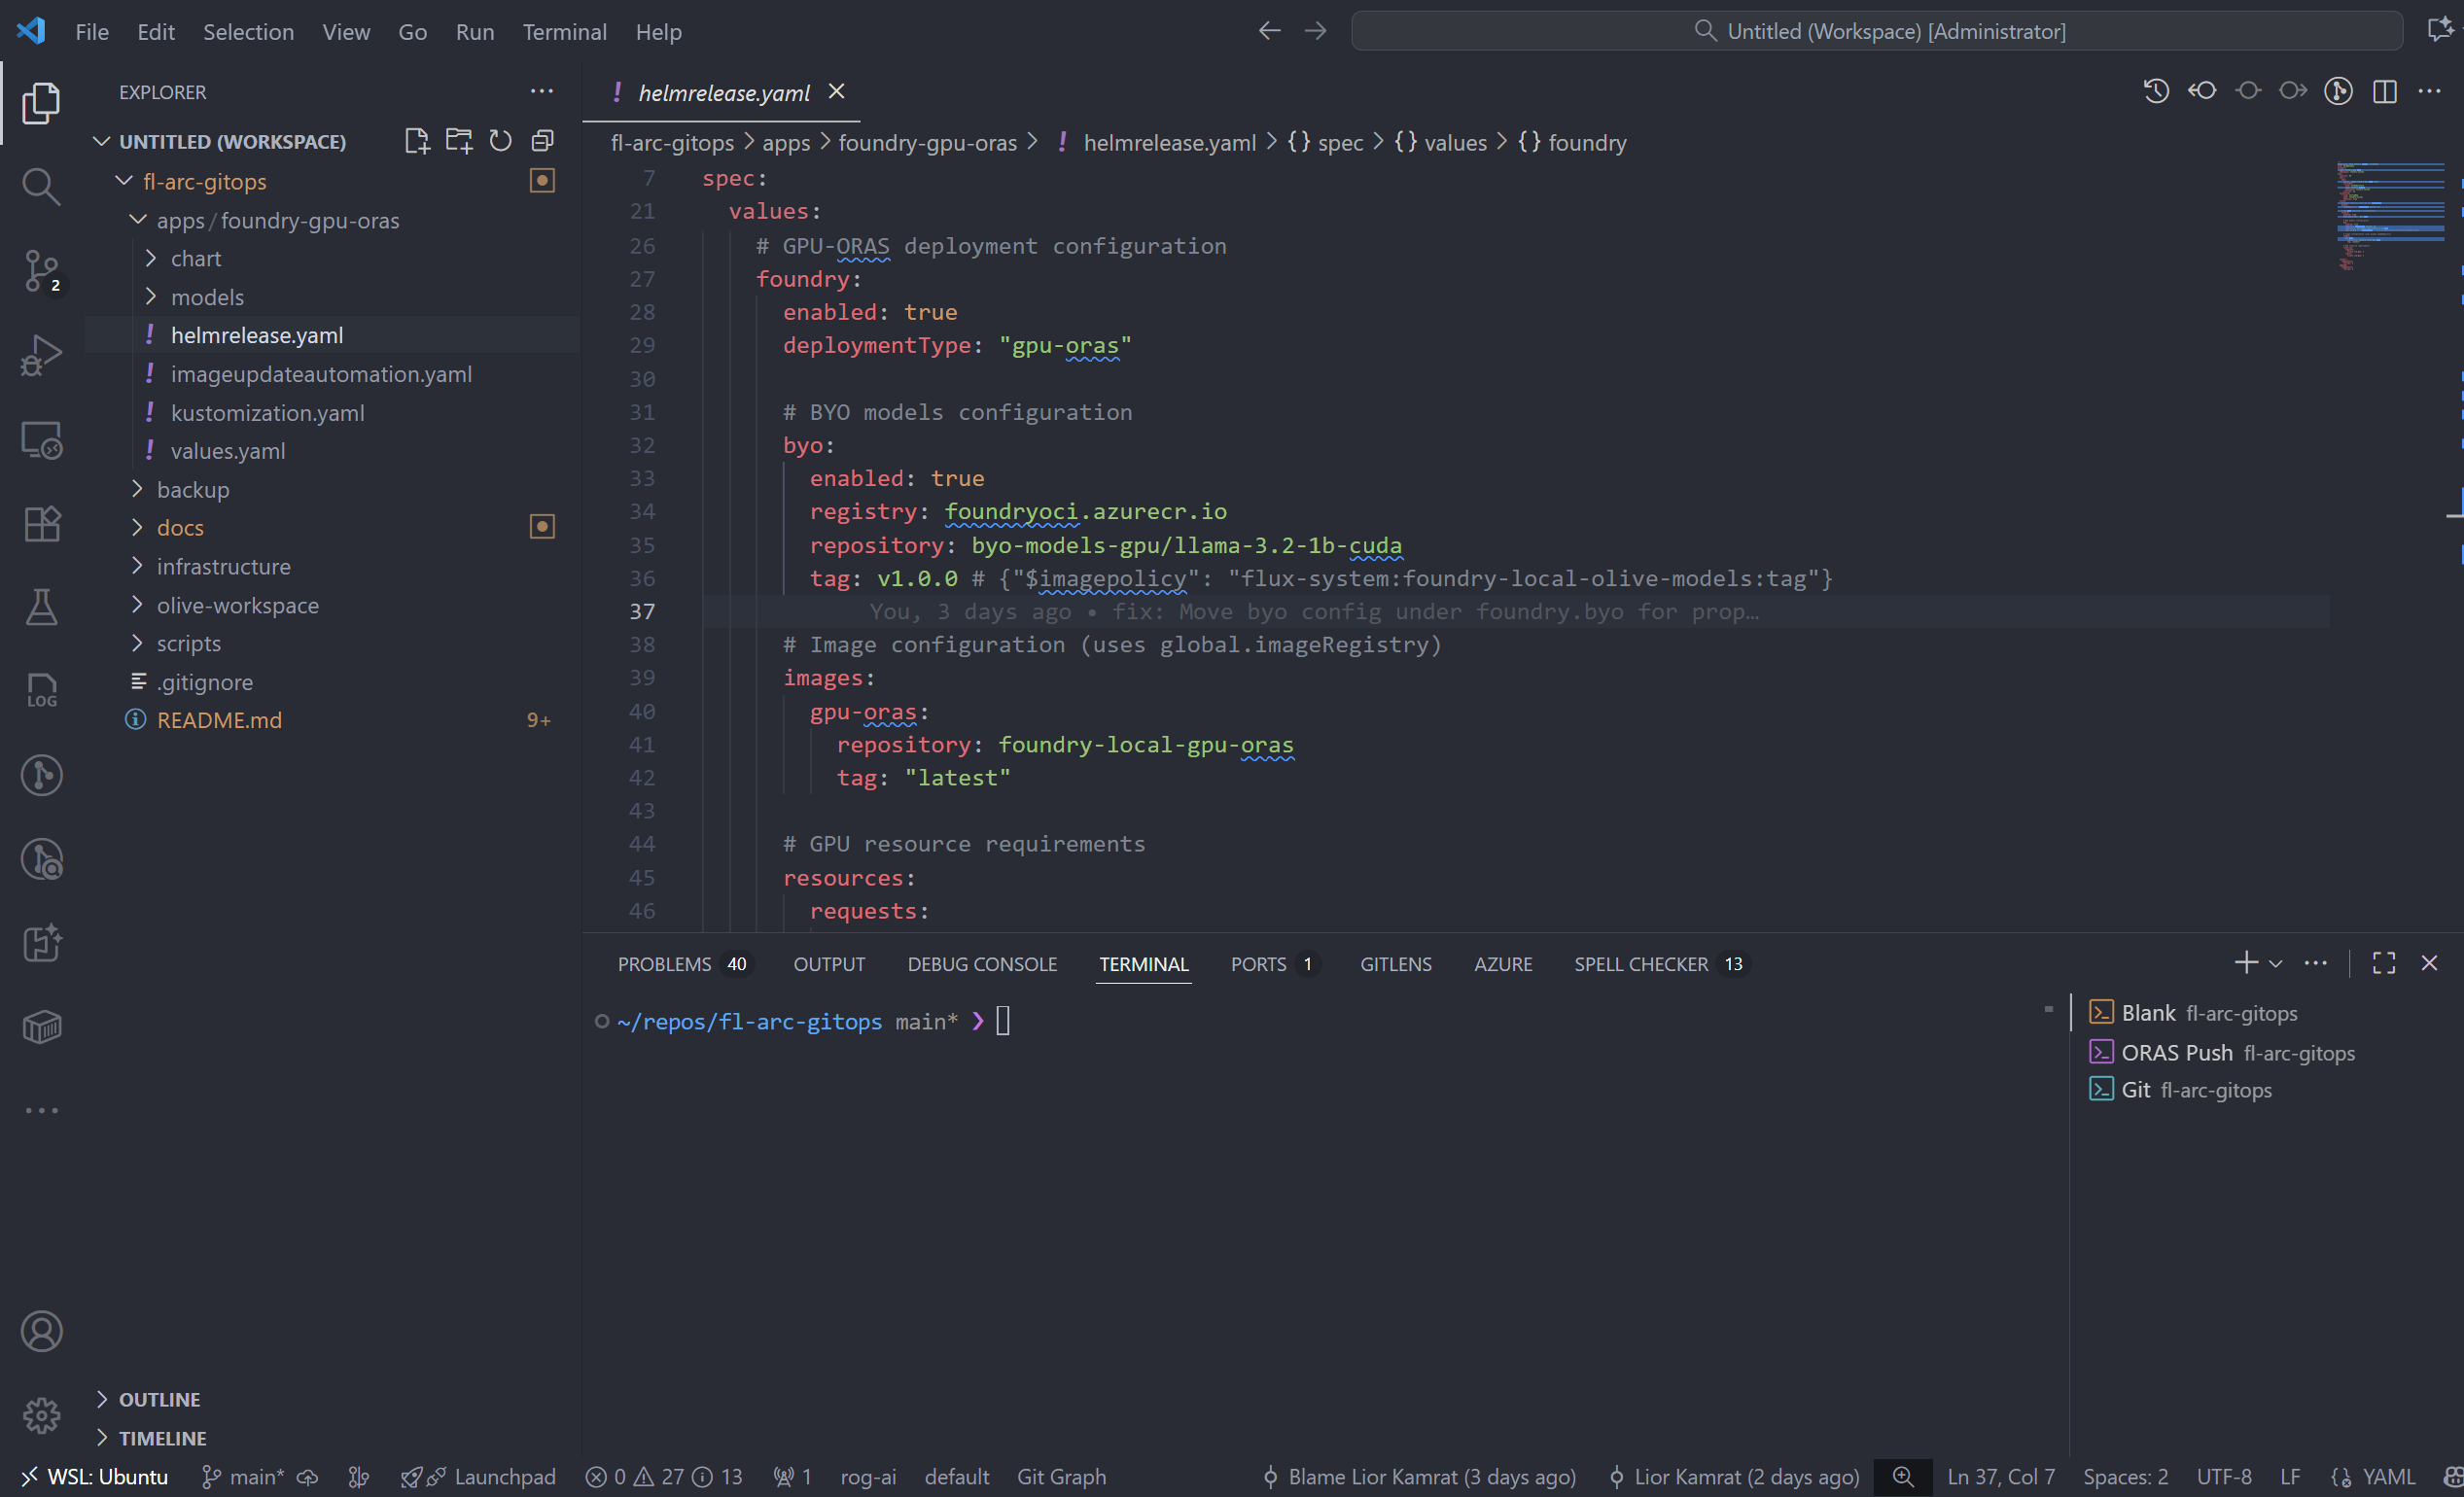 File Edit Selection View Go Run Terminal Help
Untitled (Workspace) [Administrator]
EXPLORER
UNTITLED (WORKSPACE)
fl-arc-gitops
apps / foundry-gpu-oras
chart
models
helmrelease.yaml
imageupdateautomation.yaml
kustomization.yaml
values.yaml
backup
docs
infrastructure
olive-workspace
scripts
.gitignore
README.md 9+
OUTLINE
TIMELINE
2
LOG
helmrelease.yaml
fl-arc-gitops > apps > foundry-gpu-oras > ! helmrelease.yaml > {} spec > {} values > {} foundry
7 spec:
21 values:
26 # GPU-ORAS deployment configuration
27 foundry:
28 enabled: true
29 deploymentType: "gpu-oras"
30
31 # BYO models configuration
32 byo:
33 enabled: true
34 registry: foundryoci.azurecr.io
35 repository: byo-models-gpu/llama-3.2-1b-cuda
36 tag: v1.0.0 # {"$imagepolicy": "flux-system:foundry-local-olive-models:tag"}
37 You, 3 days ago • fix: Move byo config under foundry.byo for prop…
38 # Image configuration (uses global.imageRegistry)
39 images:
40 gpu-oras:
41 repository: foundry-local-gpu-oras
42 tag: "latest"
43
44 # GPU resource requirements
45 resources:
46 requests:
PROBLEMS 40 OUTPUT DEBUG CONSOLE TERMINAL PORTS 1 GITLENS AZURE SPELL CHECKER 13
~/repos/fl-arc-gitops main* ❯
Blank fl-arc-gitops
ORAS Push fl-arc-gitops
Git fl-arc-gitops
WSL: Ubuntu main* Launchpad 0 27 13 1 rog-ai default Git Graph Blame Lior Kamrat (3 days ago) Lior Kamrat (2 days ago) Ln 37, Col 7 Spaces: 2 UTF-8 LF YAML